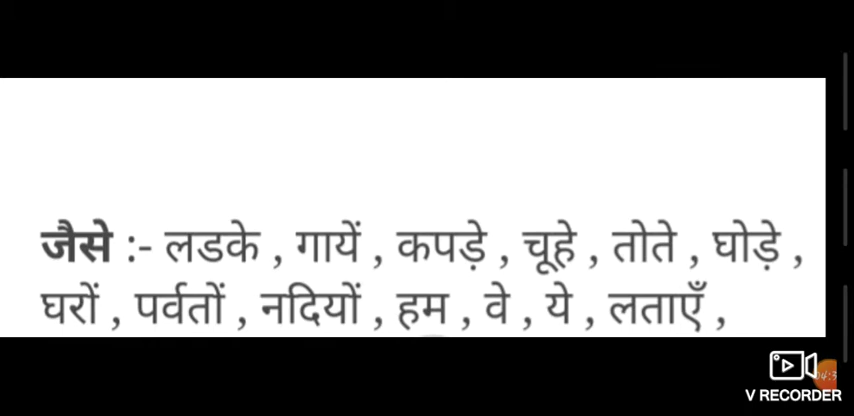 जैसे :- लडके , गायें , कपड़े , चूहे , तोते , घोड़े ,
घरों , पर्वतों , नदियों , हम , वे , ये , लताएँ ,
V RECORDER